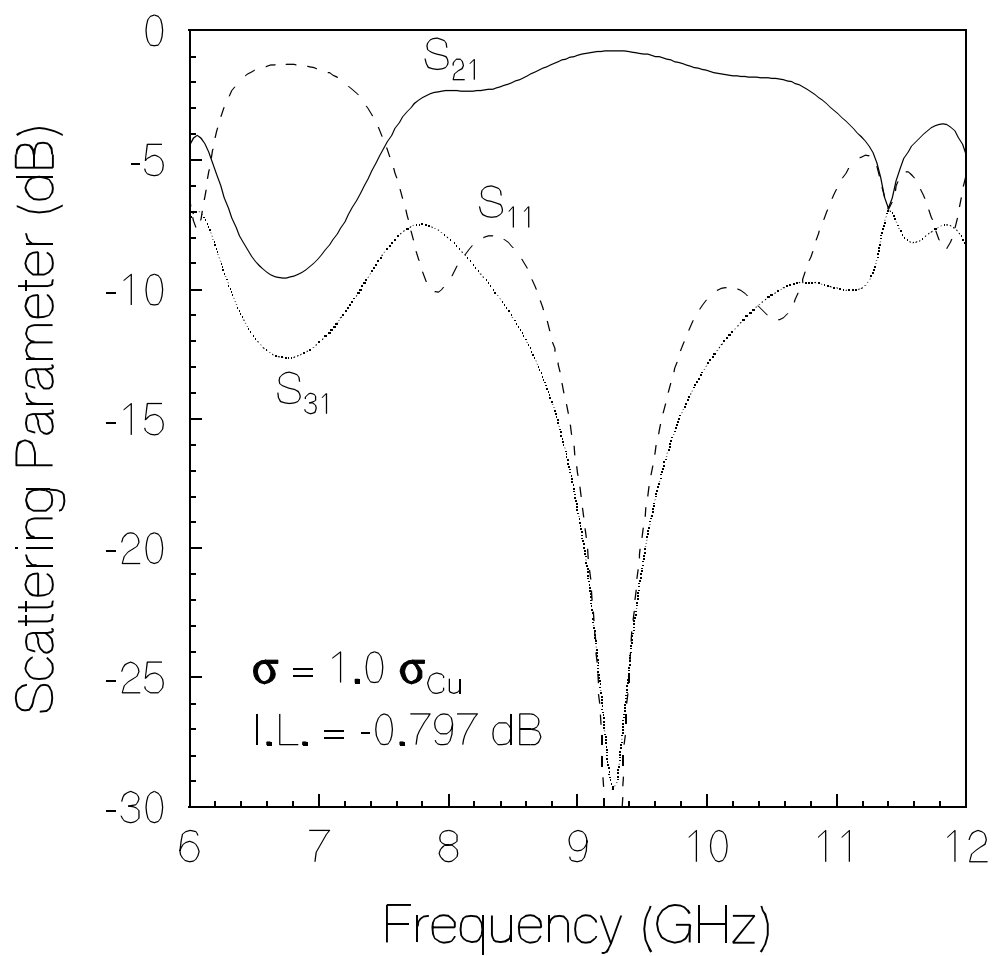 0
-5
-10
-15
-20
-25
-30
Scattering Parameter (dB)
S21
S11
S31
σ = 1.0 σCu
I.L. = -0.797 dB
6 7 8 9 10 11 12
Frequency (GHz)